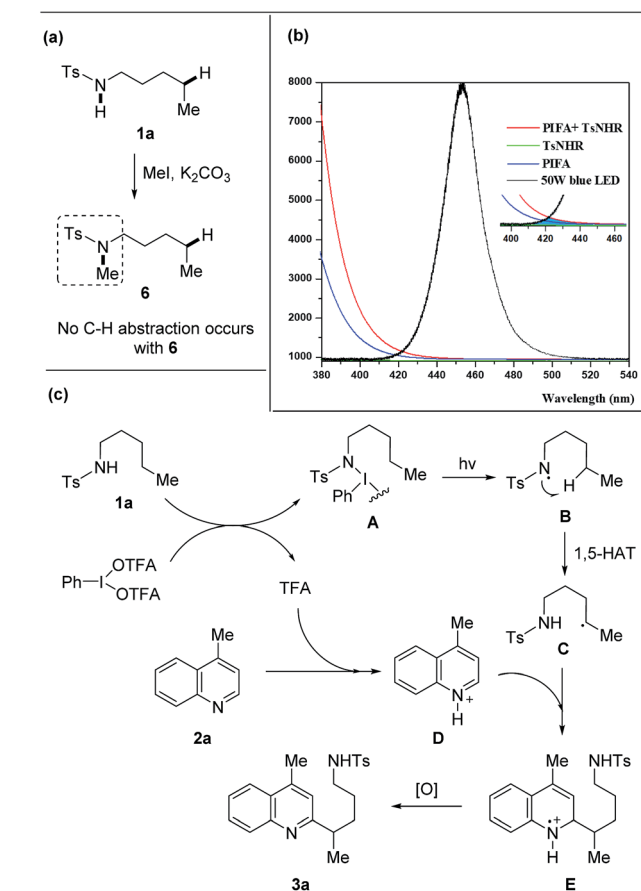 (a)
Ts
N
H
H
Me
1a
MeI, K2CO3
Ts
N
Me
H
Me
6
No C-H abstraction occurs
with 6
(b)
8000
7000
6000
5000
4000
3000
2000
1000
380 400 420 440 460 480 500 520 540
Wavelength (nm)
PIFA+ TsNHR
TsNHR
PIFA
50W blue LED
400 420 440 460
(c)
Ts
NH
Me
1a
Ph I OTFA
OTFA
Ts N
I
Ph
Me
A
hν
Ts N·
H
Me
B
1,5-HAT
TFA
Ts NH
· Me
C
Me
N
2a
Me
N+
H
D
Me NHTs
N·+
H
Me
E
[O]
Me NHTs
N
Me
3a